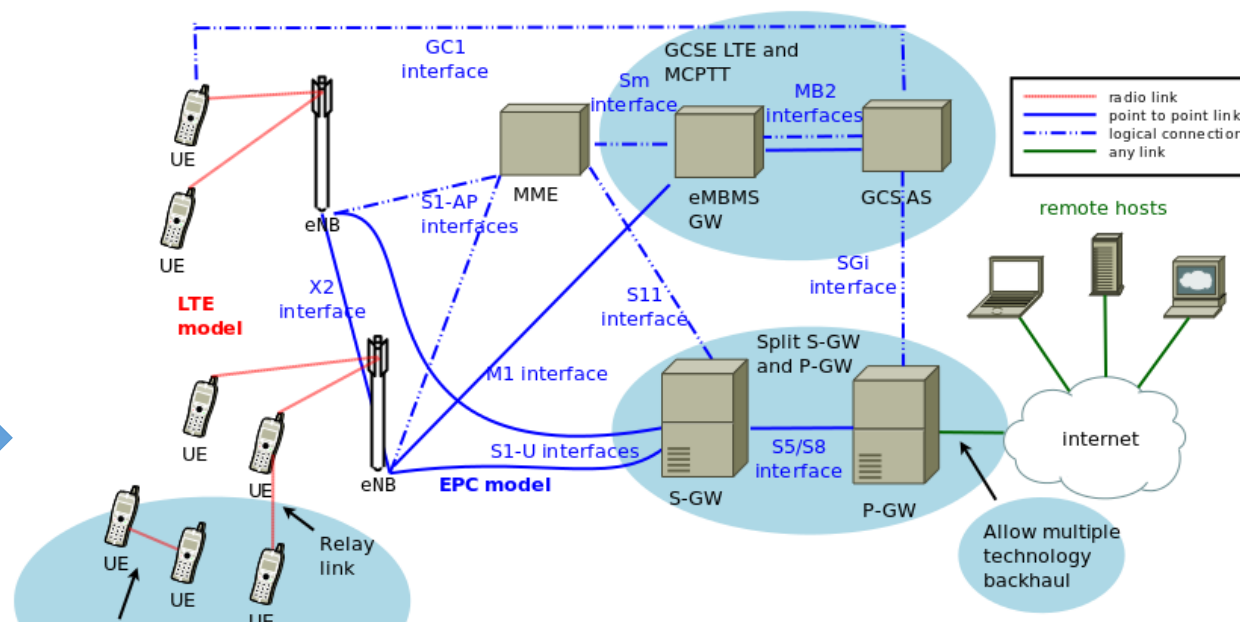 GC1
interface
GCSE LTE and
MCPTT
Sm
interface
MB2
interfaces
radio link
point to point link
logical connection
any link
UE
MME
eMBMS
GW
GCS AS
S1-AP
interfaces
eNB
remote hosts
UE
SGi
interface
X2
interface
S11
interface
LTE
model
Split S-GW
and P-GW
M1 interface
internet
UE
S1-U interfaces
S5/S8
interface
UE
eNB
EPC model
S-GW
P-GW
Relay
link
Allow multiple
technology
backhaul
UE
UE
UE